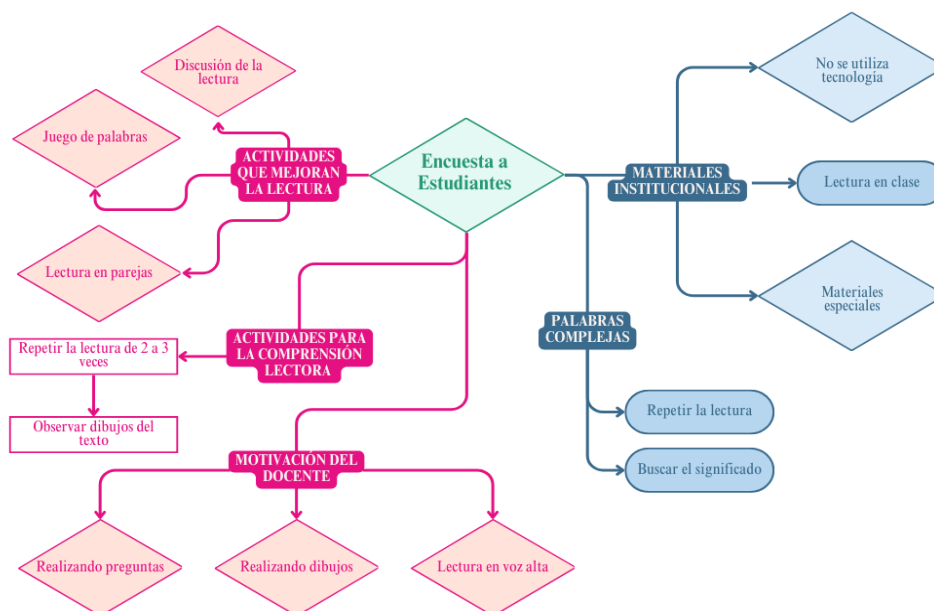 Discusión de la
lectura
Juego de palabras
ACTIVIDADES
QUE MEJORAN
LA LECTURA
Lectura en parejas
Encuesta a
Estudiantes
MATERIALES
INSTITUCIONALES
No se utiliza
tecnología
Lectura en clase
Materiales
especiales
PALABRAS
COMPLEJAS
Repetir la lectura
Buscar el significado
ACTIVIDADES PARA
LA COMPRENSIÓN
LECTORA
Repetir la lectura de 2 a 3
veces
Observar dibujos del
texto
MOTIVACIÓN DEL
DOCENTE
Realizando preguntas
Realizando dibujos
Lectura en voz alta